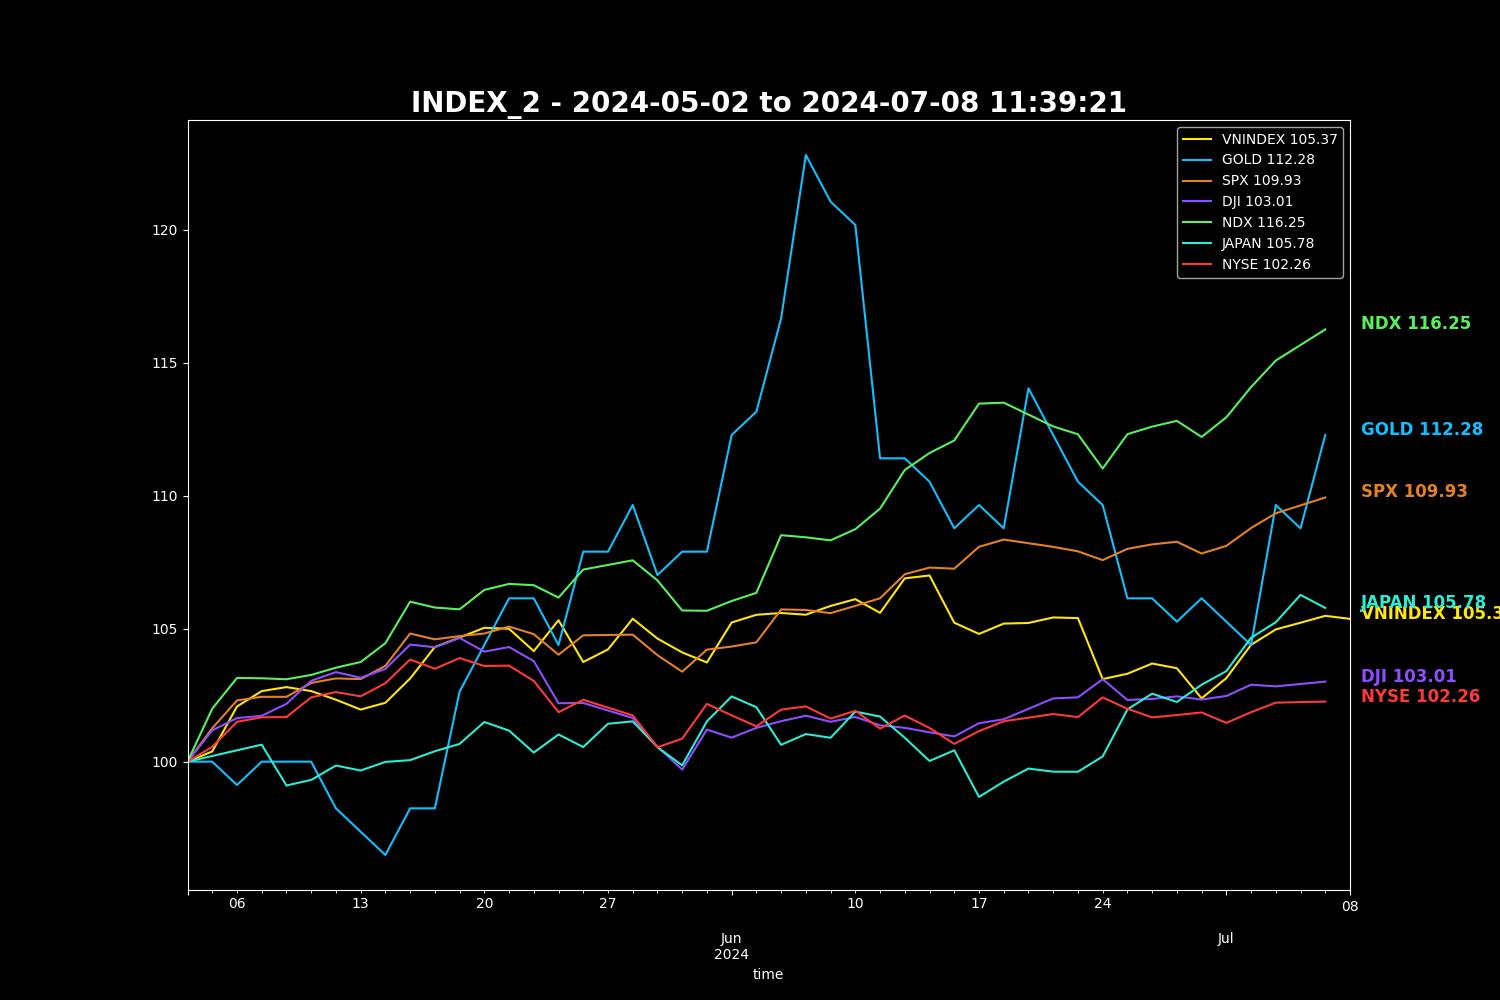 INDEX_2 - 2024-05-02 to 2024-07-08 11:39:21
VNINDEX 105.37
GOLD 112.28
SPX 109.93
DJI 103.01
NDX 116.25
JAPAN 105.78
NYSE 102.26
120
115
110
105
100
NDX 116.25
GOLD 112.28
SPX 109.93
JAPAN 105.78
VNINDEX 105.3
DJI 103.01
NYSE 102.26
06 13 20 27 10 17 24 08
Jun Jul
2024
time